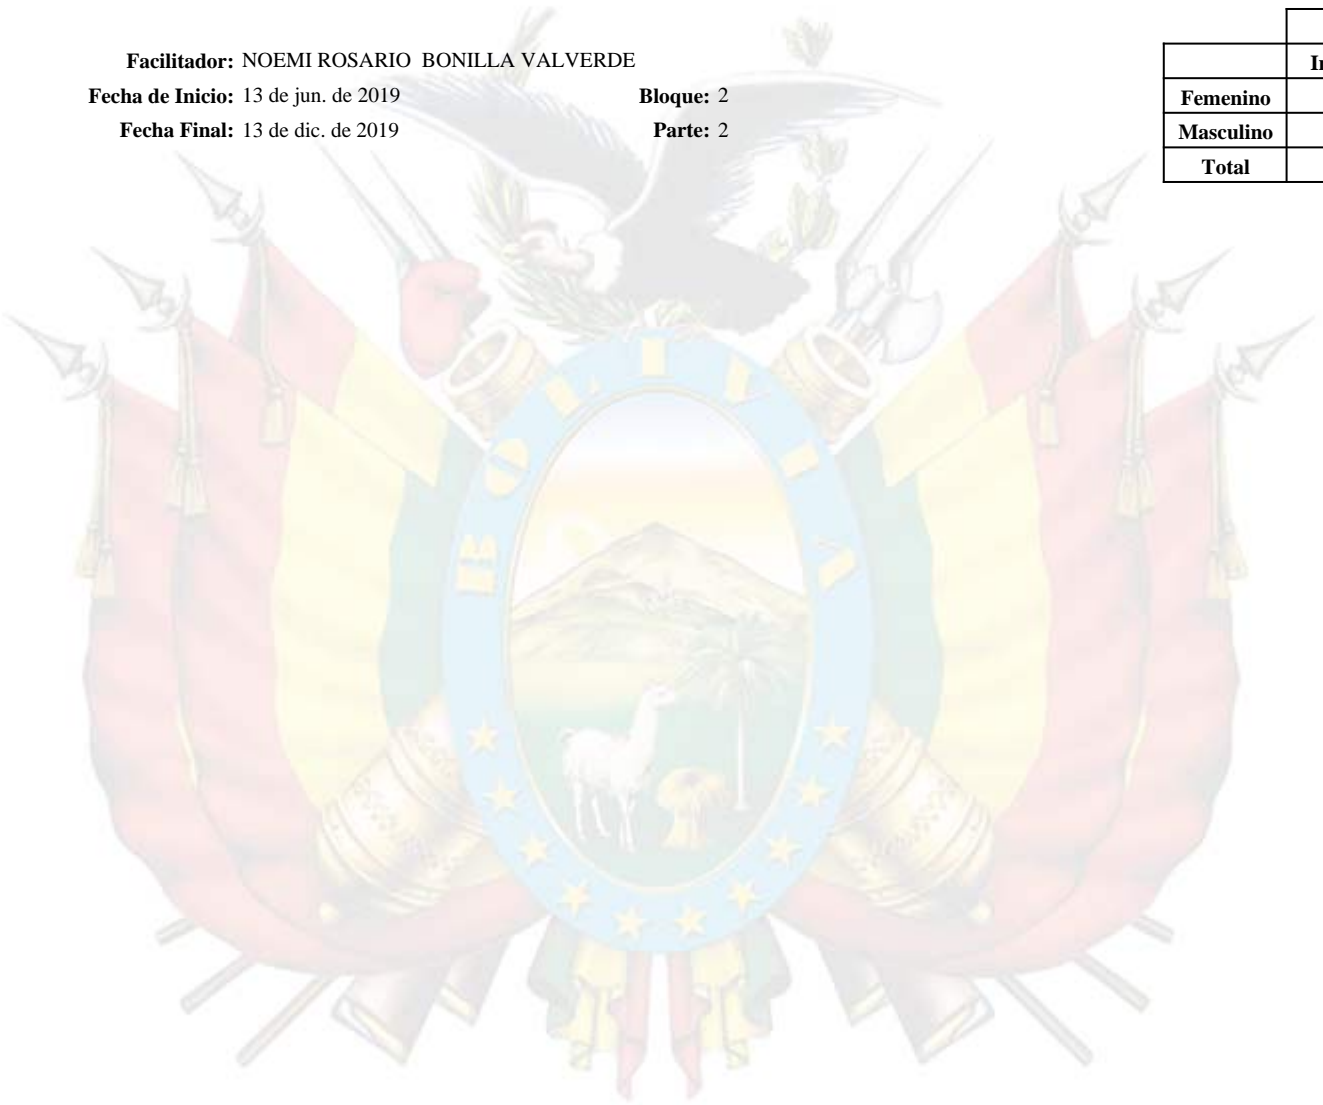 Facilitador: NOEMI ROSARIO BONILLA VALVERDE
Fecha de Inicio: 13 de jun. de 2019 Bloque: 2
Fecha Final: 13 de dic. de 2019 Parte: 2
Femenino
Masculino
Total
BOLIVIA